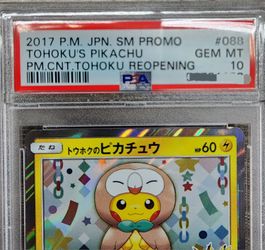 2017 P.M. JPN. SM PROMO #088
TOHOKU'S PIKACHU GEM MT
PM.CNT.TOHOKU REOPENING 10
PSA
たね トウホクのピカチュウ HP60